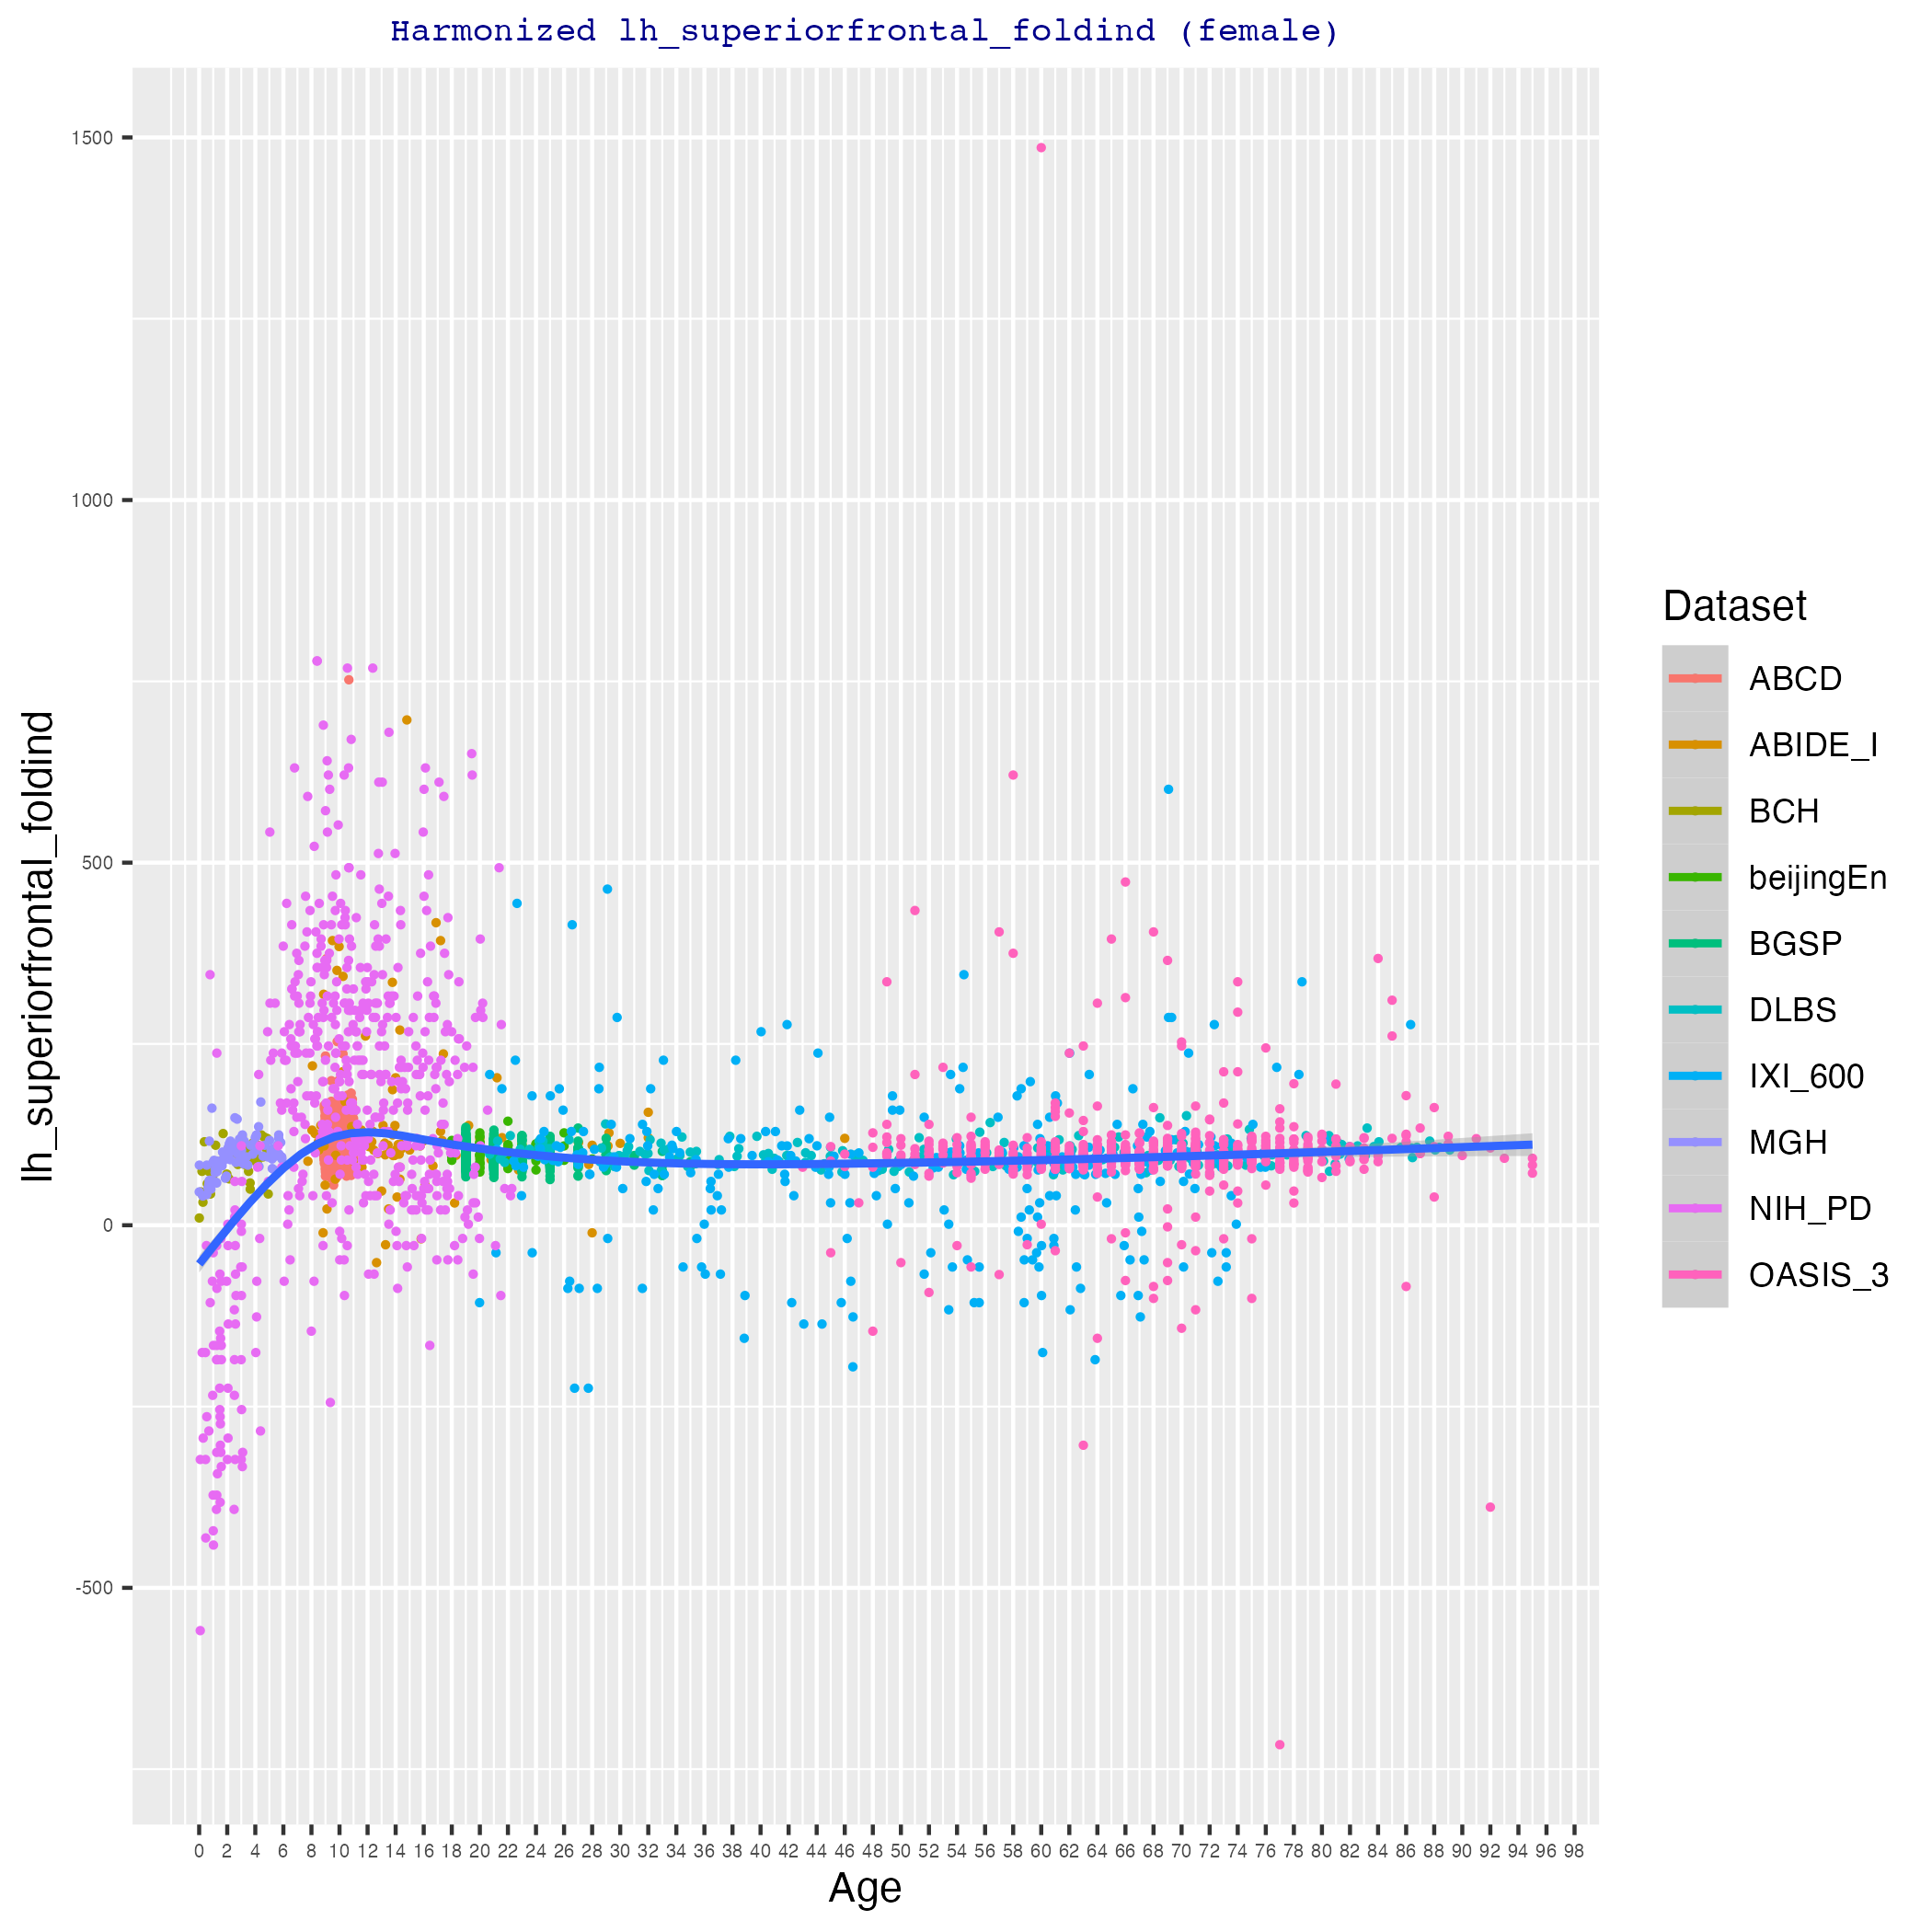 Harmonized lh_superiorfrontal_foldind (female)
lh_superiorfrontal_foldind
1500
1000
500
0
-500
0 2 4 6 8 10 12 14 16 18 20 22 24 26 28 30 32 34 36 38 40 42 44 46 48 50 52 54 56 58 60 62 64 66 68 70 72 74 76 78 80 82 84 86 88 90 92 94 96 98
Age
Dataset
ABCD
ABIDE_I
BCH
beijingEn
BGSP
DLBS
IXI_600
MGH
NIH_PD
OASIS_3